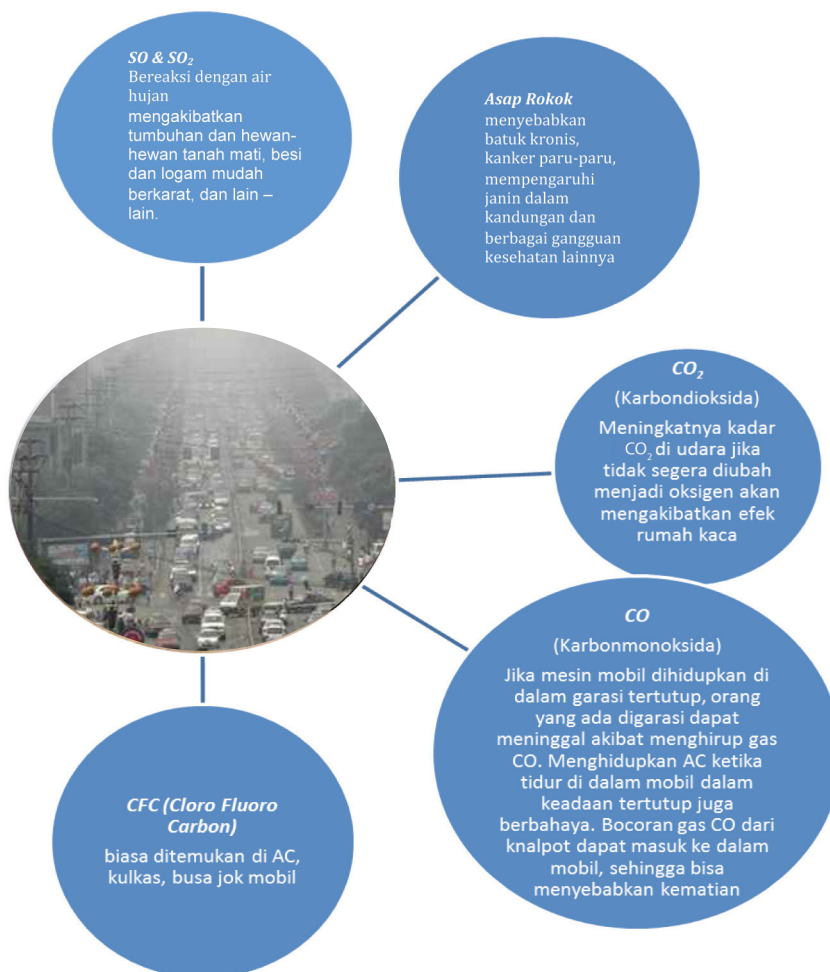 SO & SO₂
Bereaksi dengan air
hujan
mengakibatkan
tumbuhan dan hewan-
hewan tanah mati, besi
dan logam mudah
berkarat, dan lain –
lain.
Asap Rokok
menyebabkan
batuk kronis,
kanker paru-paru,
mempengaruhi
janin dalam
kandungan dan
berbagai gangguan
kesehatan lainnya
CO₂
(Karbondioksida)
Meningkatnya kadar
CO₂ di udara jika
tidak segera diubah
menjadi oksigen akan
mengakibatkan efek
rumah kaca
CO
(Karbonmonoksida)
Jika mesin mobil dihidupkan di
dalam garasi tertutup, orang
yang ada digarasi dapat
meninggal akibat menghirup gas
CO. Menghidupkan AC ketika
tidur di dalam mobil dalam
keadaan tertutup juga
berbahaya. Bocoran gas CO dari
knalpot dapat masuk ke dalam
mobil, sehingga bisa
menyebabkan kematian
CFC (Cloro Fluoro
Carbon)
biasa ditemukan di AC,
kulkas, busa jok mobil